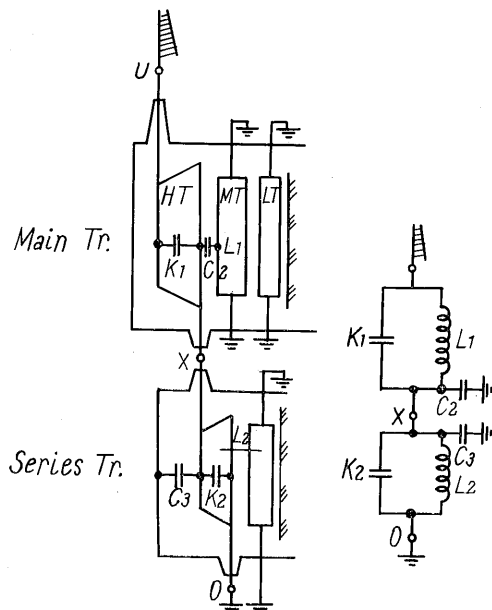 U
HT
MT
LT
Main Tr.
K1
C2
L1
X
Series Tr.
L2
C3
K2
O
K1
L1
C2
X
C3
K2
L2
O